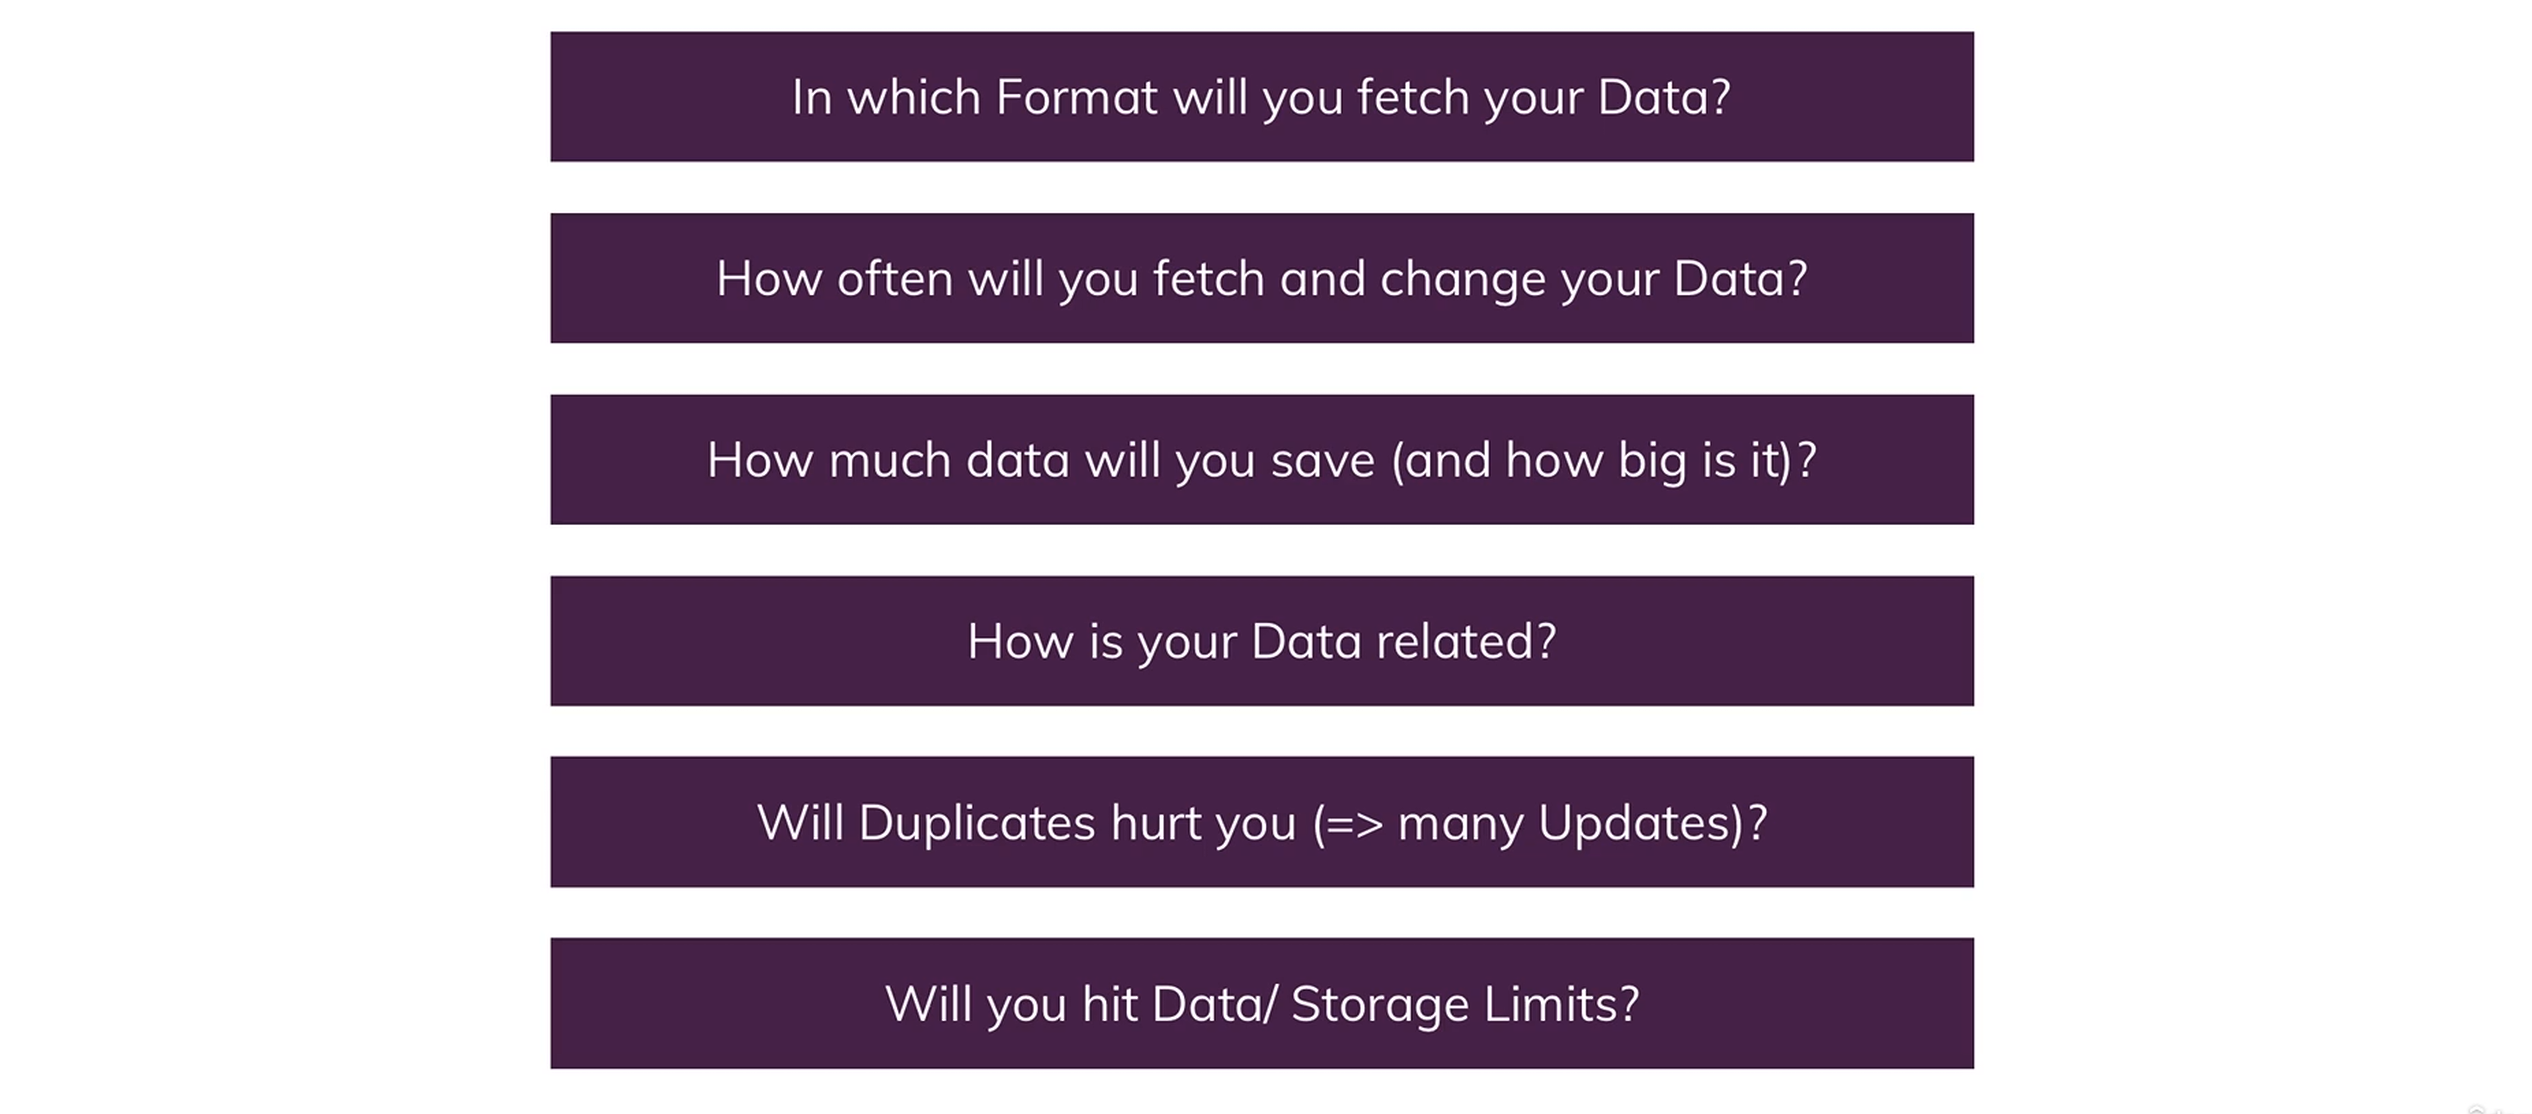 In which Format will you fetch your Data?
How often will you fetch and change your Data?
How much data will you save (and how big is it)?
How is your Data related?
Will Duplicates hurt you (=> many Updates)?
Will you hit Data/ Storage Limits?